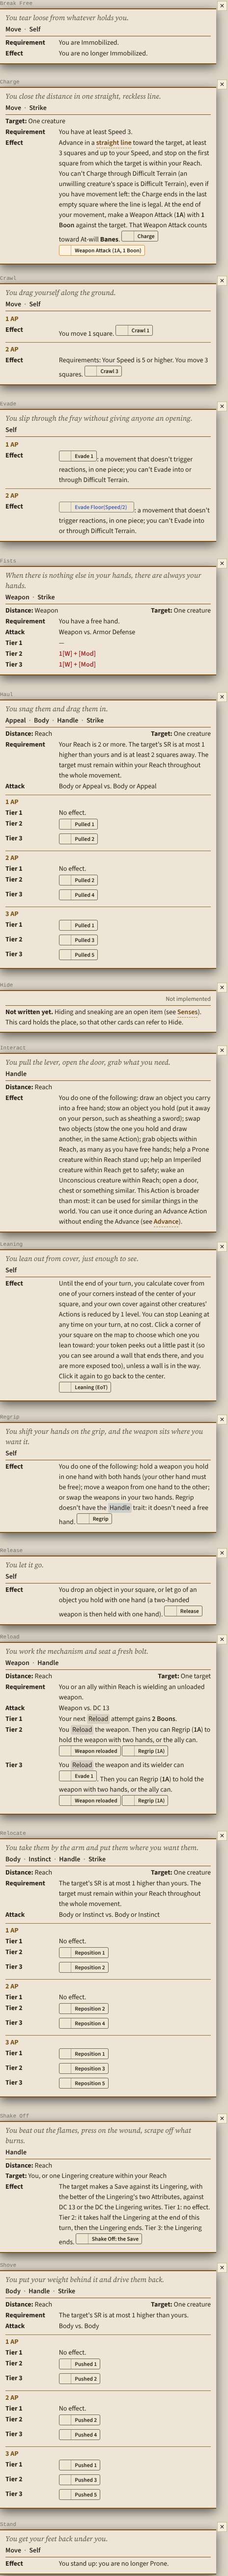 Break Free
You tear loose from whatever holds you.
Move · Self
Requirement You are Immobilized.
Effect You are no longer Immobilized.
Charge
You close the distance in one straight, reckless line.
Move · Strike
Target: One creature
Requirement You have at least Speed 3.
Effect Advance in a straight line toward the target, at least
3 squares and up to your Speed, and stop on the first
square from which the target is within your Reach.
You can't Charge through Difficult Terrain (an
unwilling creature's space is Difficult Terrain), even if
you have movement left; the Charge ends in the last
empty square where the line is legal. At the end of
your movement, make a Weapon Attack (1A) with 1
Boon against the target. That Weapon Attack counts
toward At-will Banes. Charge
Weapon Attack (1A, 1 Boon)
Crawl
You drag yourself along the ground.
Move · Self
1 AP
Effect You move 1 square. Crawl 1
2 AP
Effect Requirements: Your Speed is 5 or higher. You move 3
squares. Crawl 3
Evade
You slip through the fray without giving anyone an opening.
Self
1 AP
Effect Evade 1 : a movement that doesn't trigger
reactions, in one piece; you can't Evade into or
through Difficult Terrain.
2 AP
Effect Evade Floor(Speed/2) : a movement that doesn't
trigger reactions, in one piece; you can't Evade into
or through Difficult Terrain.
Fists
When there is nothing else in your hands, there are always your
hands.
Weapon · Strike
Distance: Weapon Target: One creature
Requirement You have a free hand.
Attack Weapon vs. Armor Defense
Tier 1 —
Tier 2 1[W] + [Mod]
Tier 3 1[W] + [Mod]
Haul
You snag them and drag them in.
Appeal · Body · Handle · Strike
Distance: Reach Target: One creature
Requirement Your Reach is 2 or more. The target's SR is at most 1
higher than yours and is at least 2 squares away. The
target must remain within your Reach throughout
the whole movement.
Attack Body or Appeal vs. Body or Appeal
1 AP
Tier 1 No effect.
Tier 2 Pulled 1
Tier 3 Pulled 2
2 AP
Tier 1 No effect.
Tier 2 Pulled 2
Tier 3 Pulled 4
3 AP
Tier 1 Pulled 1
Tier 2 Pulled 3
Tier 3 Pulled 5
Hide
Not implemented
Not written yet. Hiding and sneaking are an open item (see Senses).
This card holds the place, so that other cards can refer to Hide.
Interact
You pull the lever, open the door, grab what you need.
Handle
Distance: Reach
Effect You do one of the following: draw an object you carry
into a free hand; stow an object you hold (put it away
on your person, such as sheathing a sword); swap
two objects (stow the one you hold and draw
another, in the same Action); grab objects within
Reach, as many as you have free hands; help a Prone
creature within Reach stand up; help an Imperiled
creature within Reach get to safety; wake an
Unconscious creature within Reach; open a door,
chest or something similar. This Action is broader
than most: it can be used for similar things in the
world. You can use it once during an Advance Action
without ending the Advance (see Advance).
Leaning
You lean out from cover, just enough to see.
Self
Effect Until the end of your turn, you calculate cover from
one of your corners instead of the center of your
square, and your own cover against other creatures'
Actions is reduced by 1 level. You can stop Leaning at
any time on your turn, at no cost. Click a corner of
your square on the map to choose which one you
lean toward: your token peeks out a little past it (so
you can see around a wall that ends there, and you
are more exposed too), unless a wall is in the way.
Click it again to go back to the center.
Leaning (EoT)
Regrip
You shift your hands on the grip, and the weapon sits where you
want it.
Self
Effect You do one of the following: hold a weapon you hold
in one hand with both hands (your other hand must
be free); move a weapon from one hand to the other;
or swap the weapons in your two hands. Regrip
doesn't have the Handle trait: it doesn't need a free
hand. Regrip
Release
You let it go.
Self
Effect You drop an object in your square, or let go of an
object you hold with one hand (a two-handed
weapon is then held with one hand). Release
Reload
You work the mechanism and seat a fresh bolt.
Weapon · Handle
Distance: Reach Target: One target
Requirement You or an ally within Reach is wielding an unloaded
weapon.
Attack Weapon vs. DC 13
Tier 1 Your next Reload attempt gains 2 Boons.
Tier 2 You Reload the weapon. Then you can Regrip (1A) to
hold the weapon with two hands, or the ally can.
Weapon reloaded Regrip (1A)
Tier 3 You Reload the weapon and its wielder can
Evade 1 . Then you can Regrip (1A) to hold the
weapon with two hands, or the ally can.
Weapon reloaded Regrip (1A)
Relocate
You take them by the arm and put them where you want them.
Body · Instinct · Handle · Strike
Distance: Reach Target: One creature
Requirement The target's SR is at most 1 higher than yours. The
target must remain within your Reach throughout
the whole movement.
Attack Body or Instinct vs. Body or Instinct
1 AP
Tier 1 No effect.
Tier 2 Reposition 1
Tier 3 Reposition 2
2 AP
Tier 1 No effect.
Tier 2 Reposition 2
Tier 3 Reposition 4
3 AP
Tier 1 Reposition 1
Tier 2 Reposition 3
Tier 3 Reposition 5
Shake Off
You beat out the flames, press on the wound, scrape off what
burns.
Handle
Distance: Reach
Target: You, or one Lingering creature within your Reach
Effect The target makes a Save against its Lingering, with
the better of the Lingering's two Attributes, against
DC 13 or the DC the Lingering writes. Tier 1: no effect.
Tier 2: it takes half the Lingering at the end of this
turn, then the Lingering ends. Tier 3: the Lingering
ends. Shake Off: the Save
Shove
You put your weight behind it and drive them back.
Body · Handle · Strike
Distance: Reach Target: One creature
Requirement The target's SR is at most 1 higher than yours.
Attack Body vs. Body
1 AP
Tier 1 No effect.
Tier 2 Pushed 1
Tier 3 Pushed 2
2 AP
Tier 1 No effect.
Tier 2 Pushed 2
Tier 3 Pushed 4
3 AP
Tier 1 Pushed 1
Tier 2 Pushed 3
Tier 3 Pushed 5
Stand
You get your feet back under you.
Move · Self
Effect You stand up: you are no longer Prone.